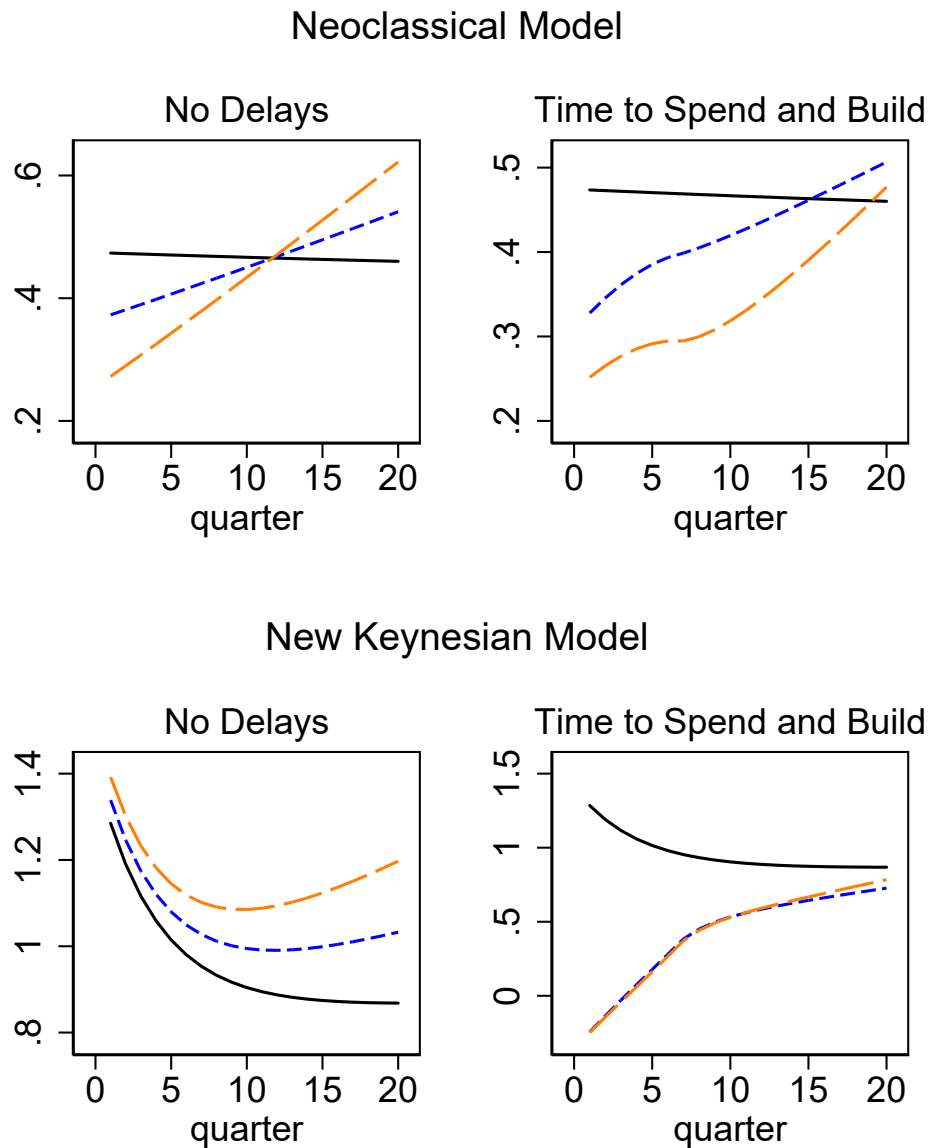 Neoclassical Model
No Delays
.6
.4
.2
0 5 10 15 20
quarter
Time to Spend and Build
.5
.4
.3
.2
0 5 10 15 20
quarter
New Keynesian Model
No Delays
1.4
1.2
1
.8
0 5 10 15 20
quarter
Time to Spend and Build
1.5
1
.5
0
0 5 10 15 20
quarter